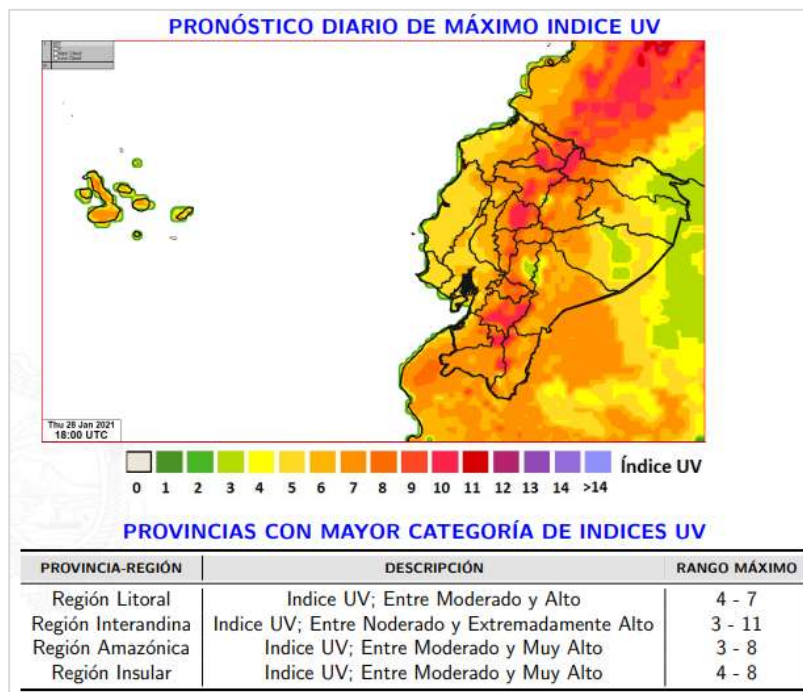 PRONÓSTICO DIARIO DE MÁXIMO INDICE UV
Thu 28 Jan 2021
18:00 UTC
Índice UV
0 1 2 3 4 5 6 7 8 9 10 11 12 13 14 >14
PROVINCIAS CON MAYOR CATEGORÍA DE INDICES UV
PROVINCIA-REGIÓN DESCRIPCIÓN RANGO MÁXIMO
Región Litoral Indice UV; Entre Moderado y Alto 4 - 7
Región Interandina Indice UV; Entre Noderado y Extremadamente Alto 3 - 11
Región Amazónica Indice UV; Entre Moderado y Muy Alto 3 - 8
Región Insular Indice UV; Entre Moderado y Muy Alto 4 - 8